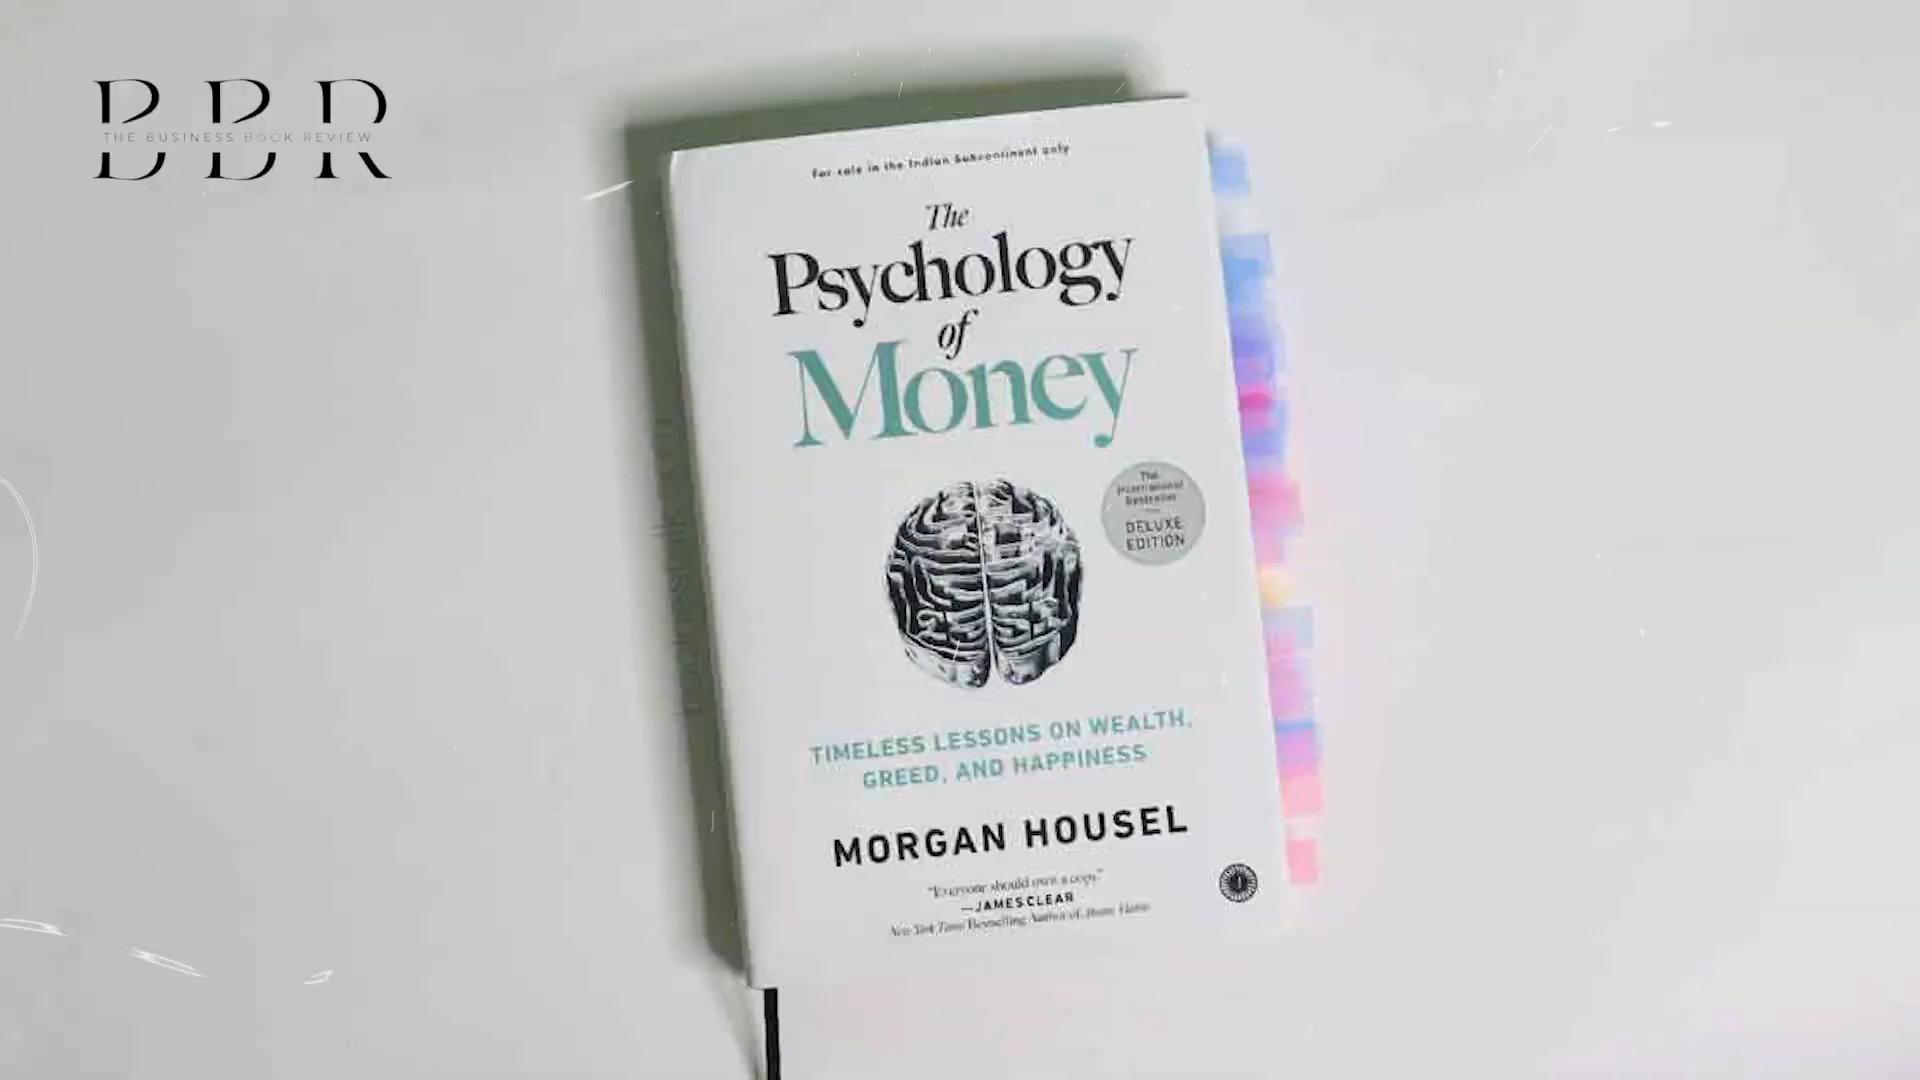 BBR
THE BUSINESS BOOK REVIEW
For sale in the Indian Subcontinent only
The
Psychology
of
Money
The
International
Bestseller
DELUXE
EDITION
TIMELESS LESSONS ON WEALTH,
GREED, AND HAPPINESS
MORGAN HOUSEL
"Everyone should own a copy."
—JAMES CLEAR
New York Times Bestselling Author of